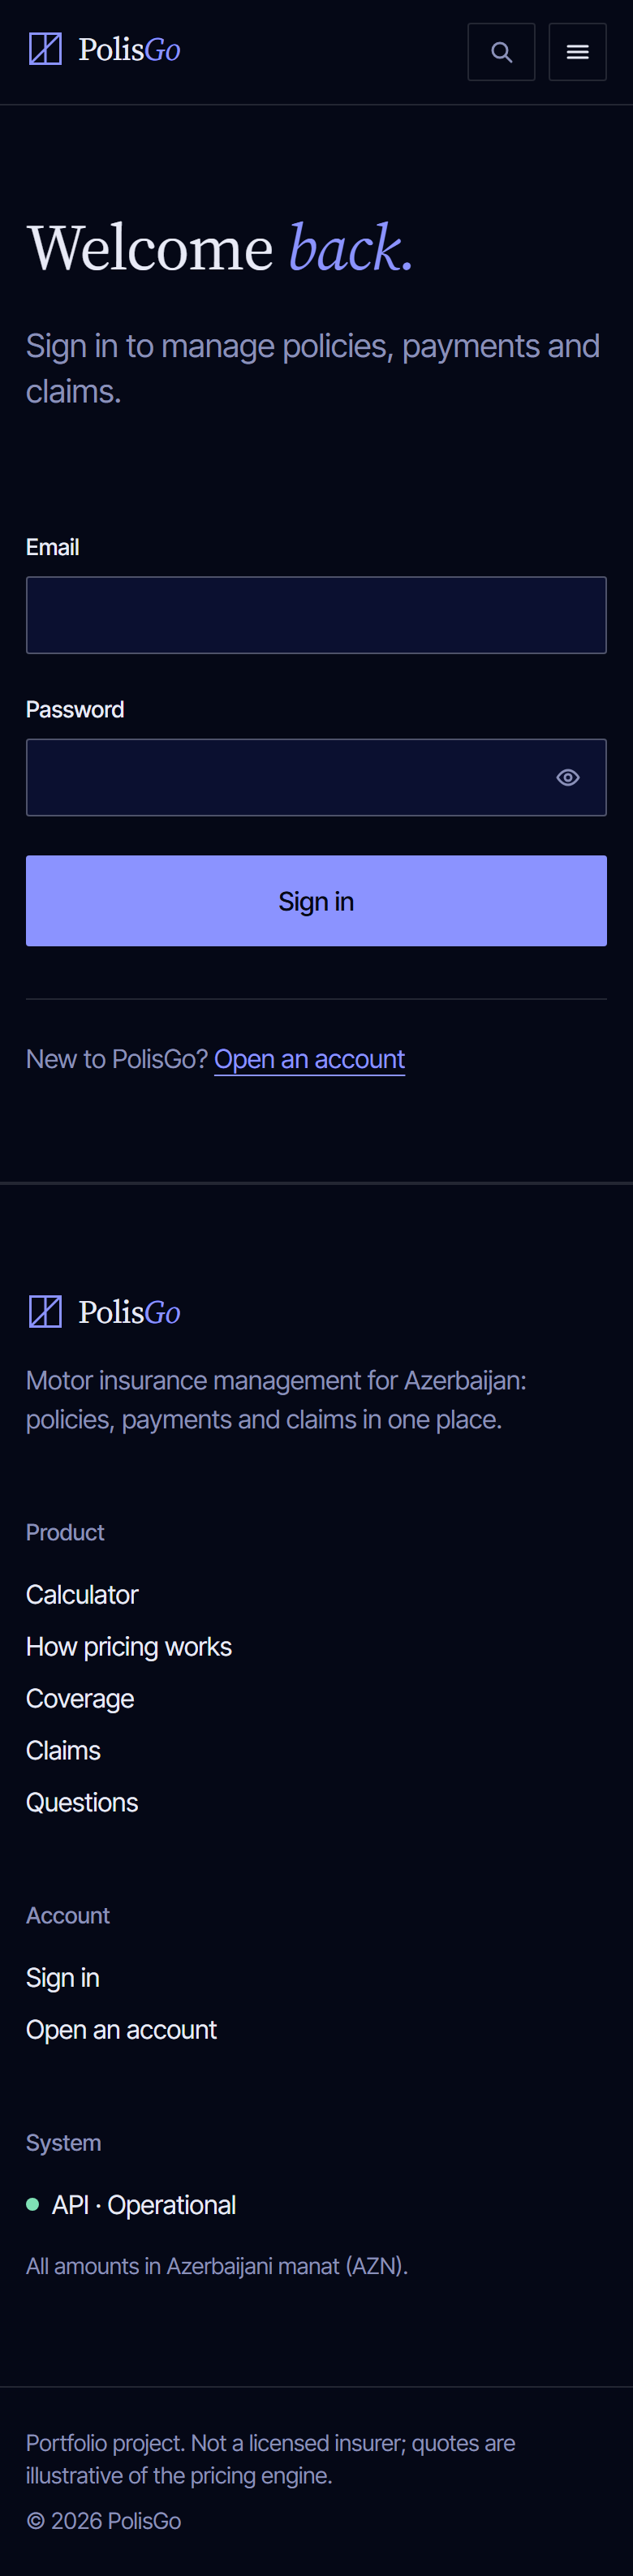 PolisGo
Welcome back.
Sign in to manage policies, payments and
claims.
Email
Password
Sign in
New to PolisGo? Open an account
PolisGo
Motor insurance management for Azerbaijan:
policies, payments and claims in one place.
Product
Calculator
How pricing works
Coverage
Claims
Questions
Account
Sign in
Open an account
System
API · Operational
All amounts in Azerbaijani manat (AZN).
Portfolio project. Not a licensed insurer; quotes are
illustrative of the pricing engine.
© 2026 PolisGo